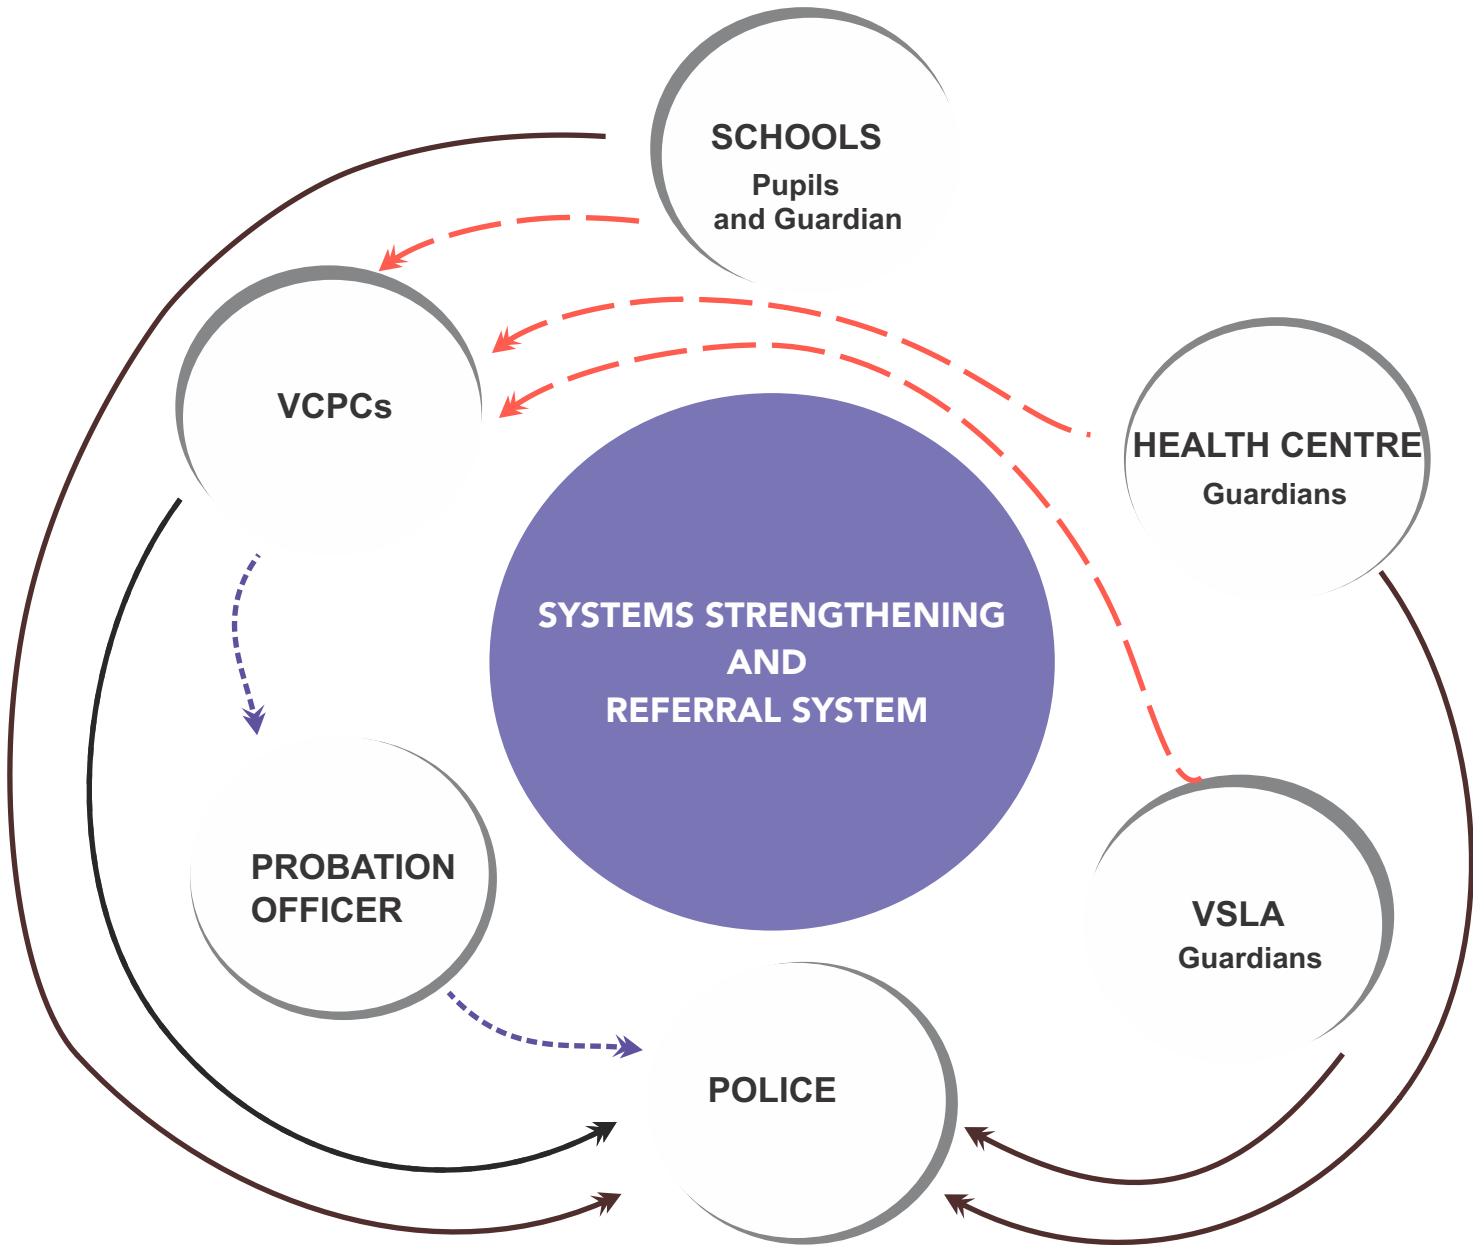 SCHOOLS
Pupils
and Guardian
VCPCs
HEALTH CENTRE
Guardians
SYSTEMS STRENGTHENING
AND
REFERRAL SYSTEM
PROBATION
OFFICER
VSLA
Guardians
POLICE